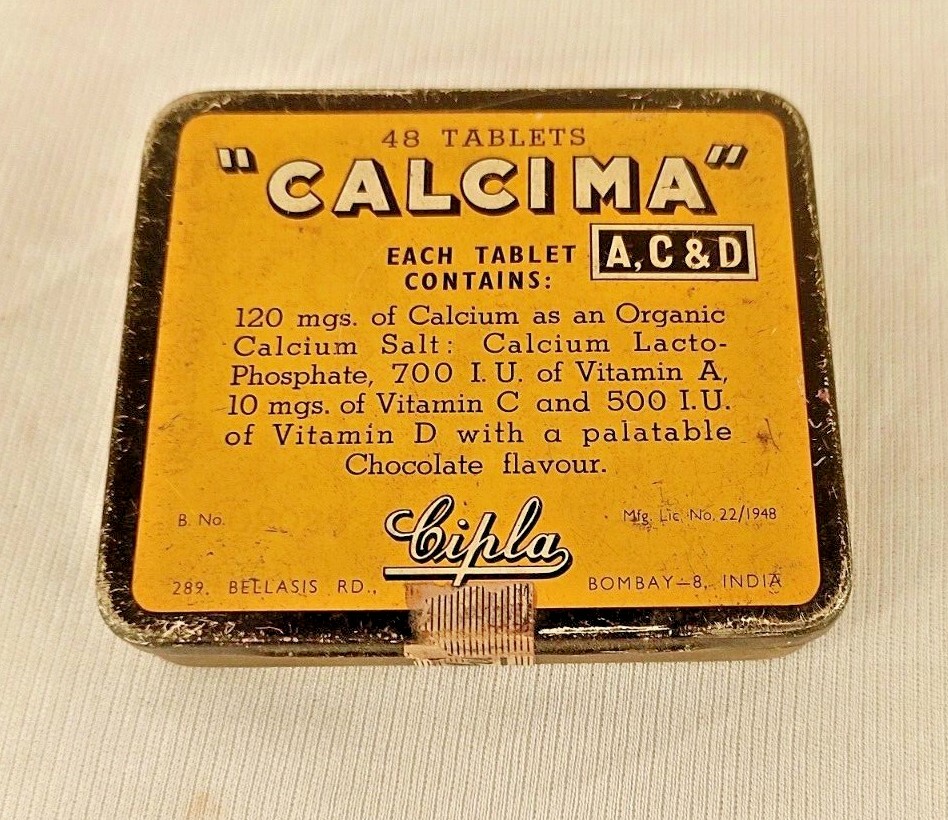 48 TABLETS
"CALCIMA"
EACH TABLET
CONTAINS:
A, C & D
120 mgs. of Calcium as an Organic
Calcium Salt: Calcium Lacto-
Phosphate, 700 I.U. of Vitamin A,
10 mgs. of Vitamin C and 500 I.U.
of Vitamin D with a palatable
Chocolate flavour.
B. No.
Mfg. Lic. No. 22/1948
Cipla
289, BELLASIS RD.,
BOMBAY—8, INDIA